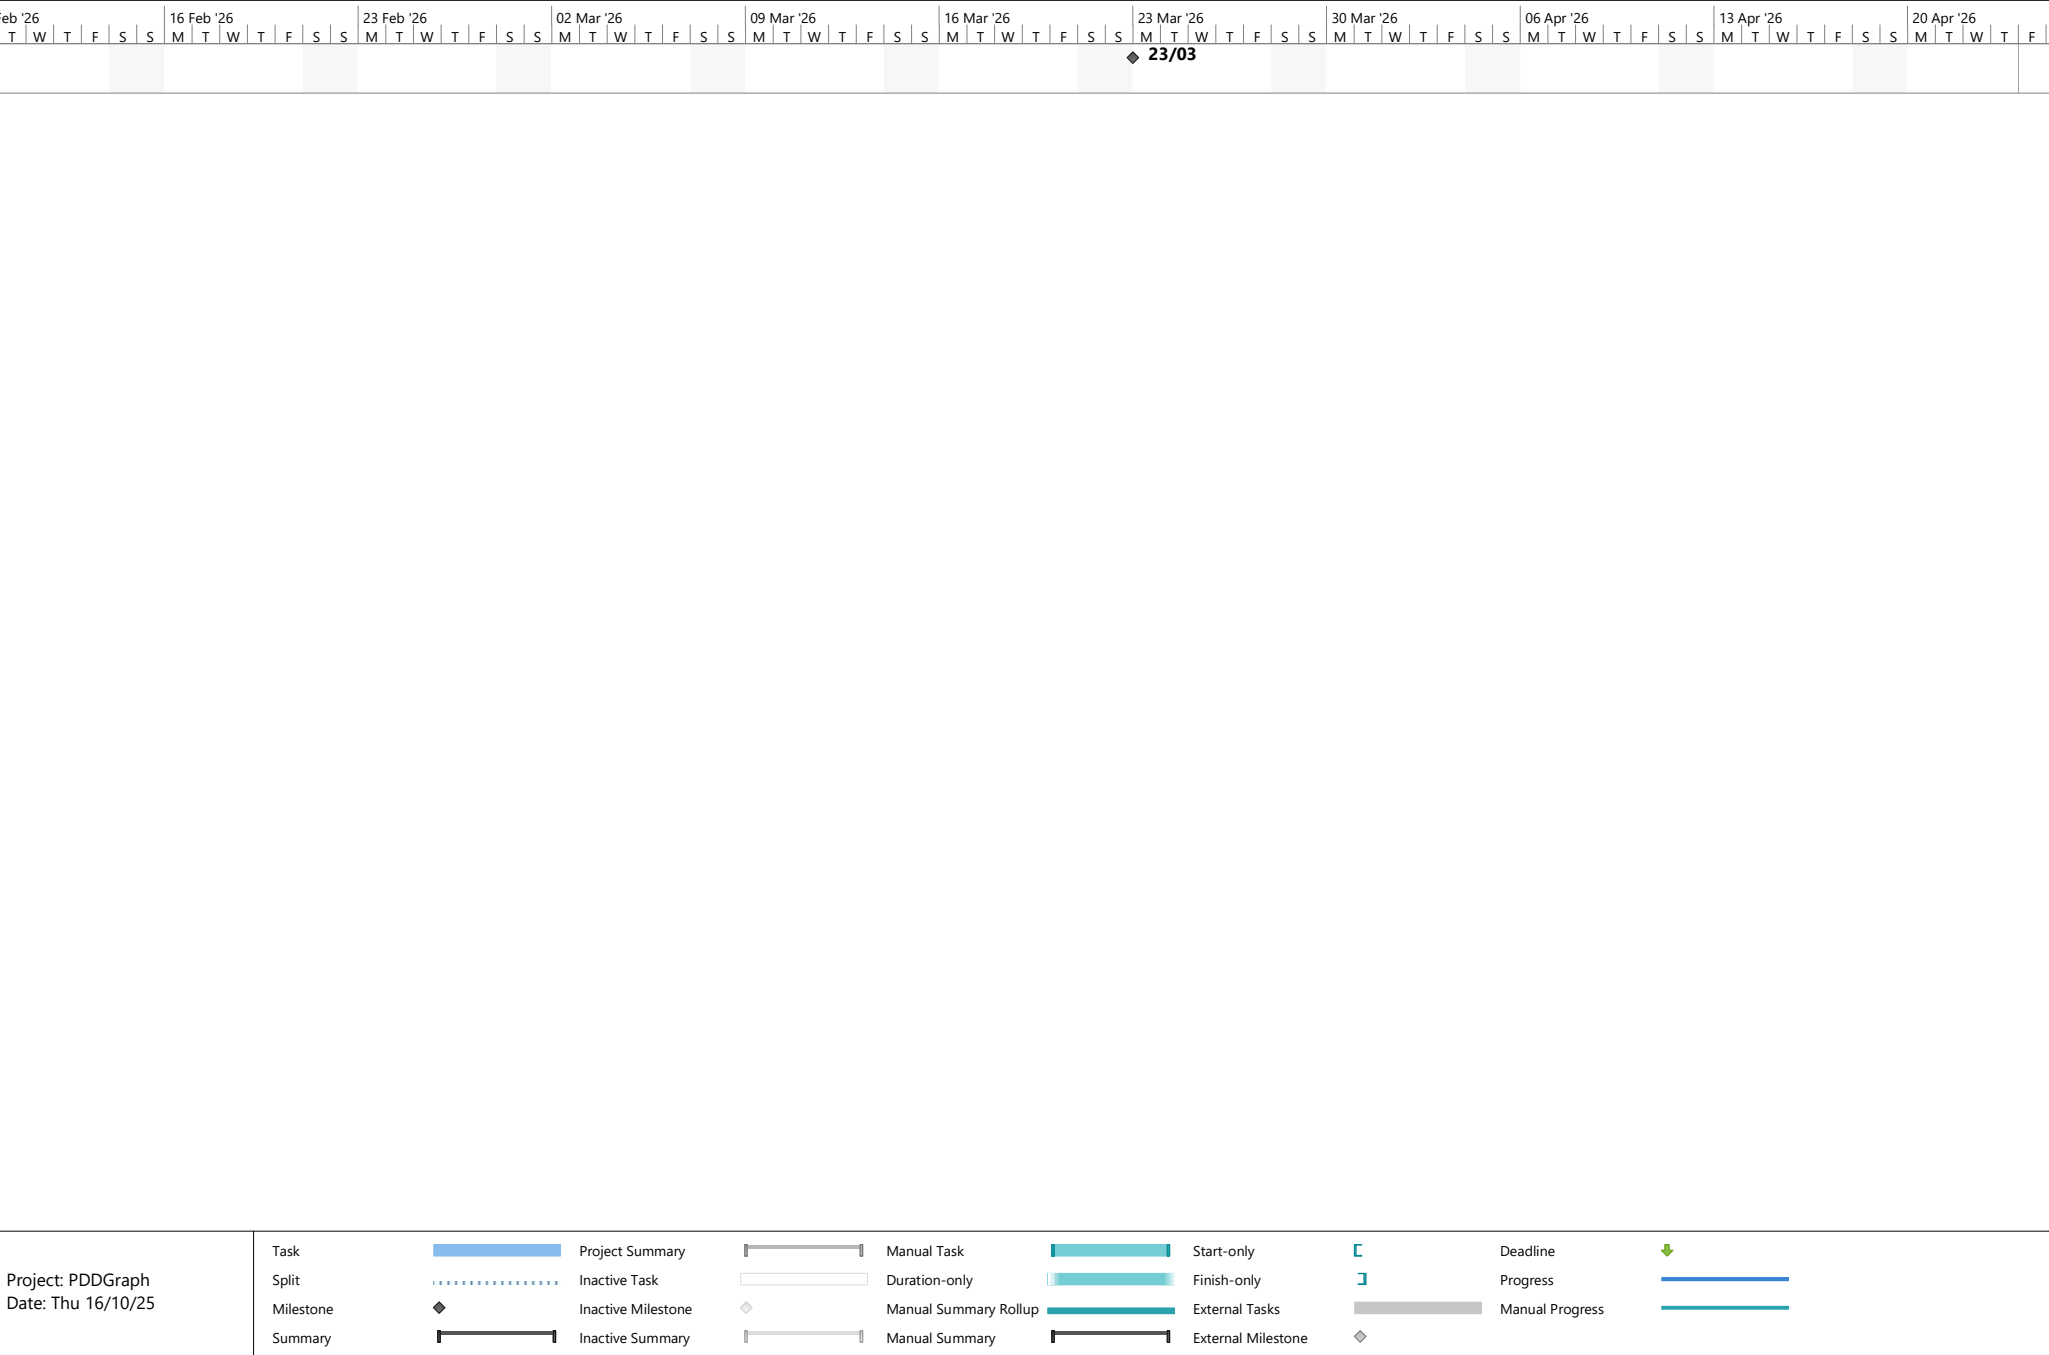 eb '26 16 Feb '26 23 Feb '26 02 Mar '26 09 Mar '26 16 Mar '26 23 Mar '26 30 Mar '26 06 Apr '26 13 Apr '26 20 Apr '26
T W T F S S M T W T F S S M T W T F S S M T W T F S S M T W T F S S M T W T F S S M T W T F S S M T W T F S S M T W T F S S M T W T F S S M T W T F
23/03
Project: PDDGraph
Date: Thu 16/10/25
Task Project Summary Manual Task Start-only Deadline
Split Inactive Task Duration-only Finish-only Progress
Milestone Inactive Milestone Manual Summary Rollup External Tasks Manual Progress
Summary Inactive Summary Manual Summary External Milestone